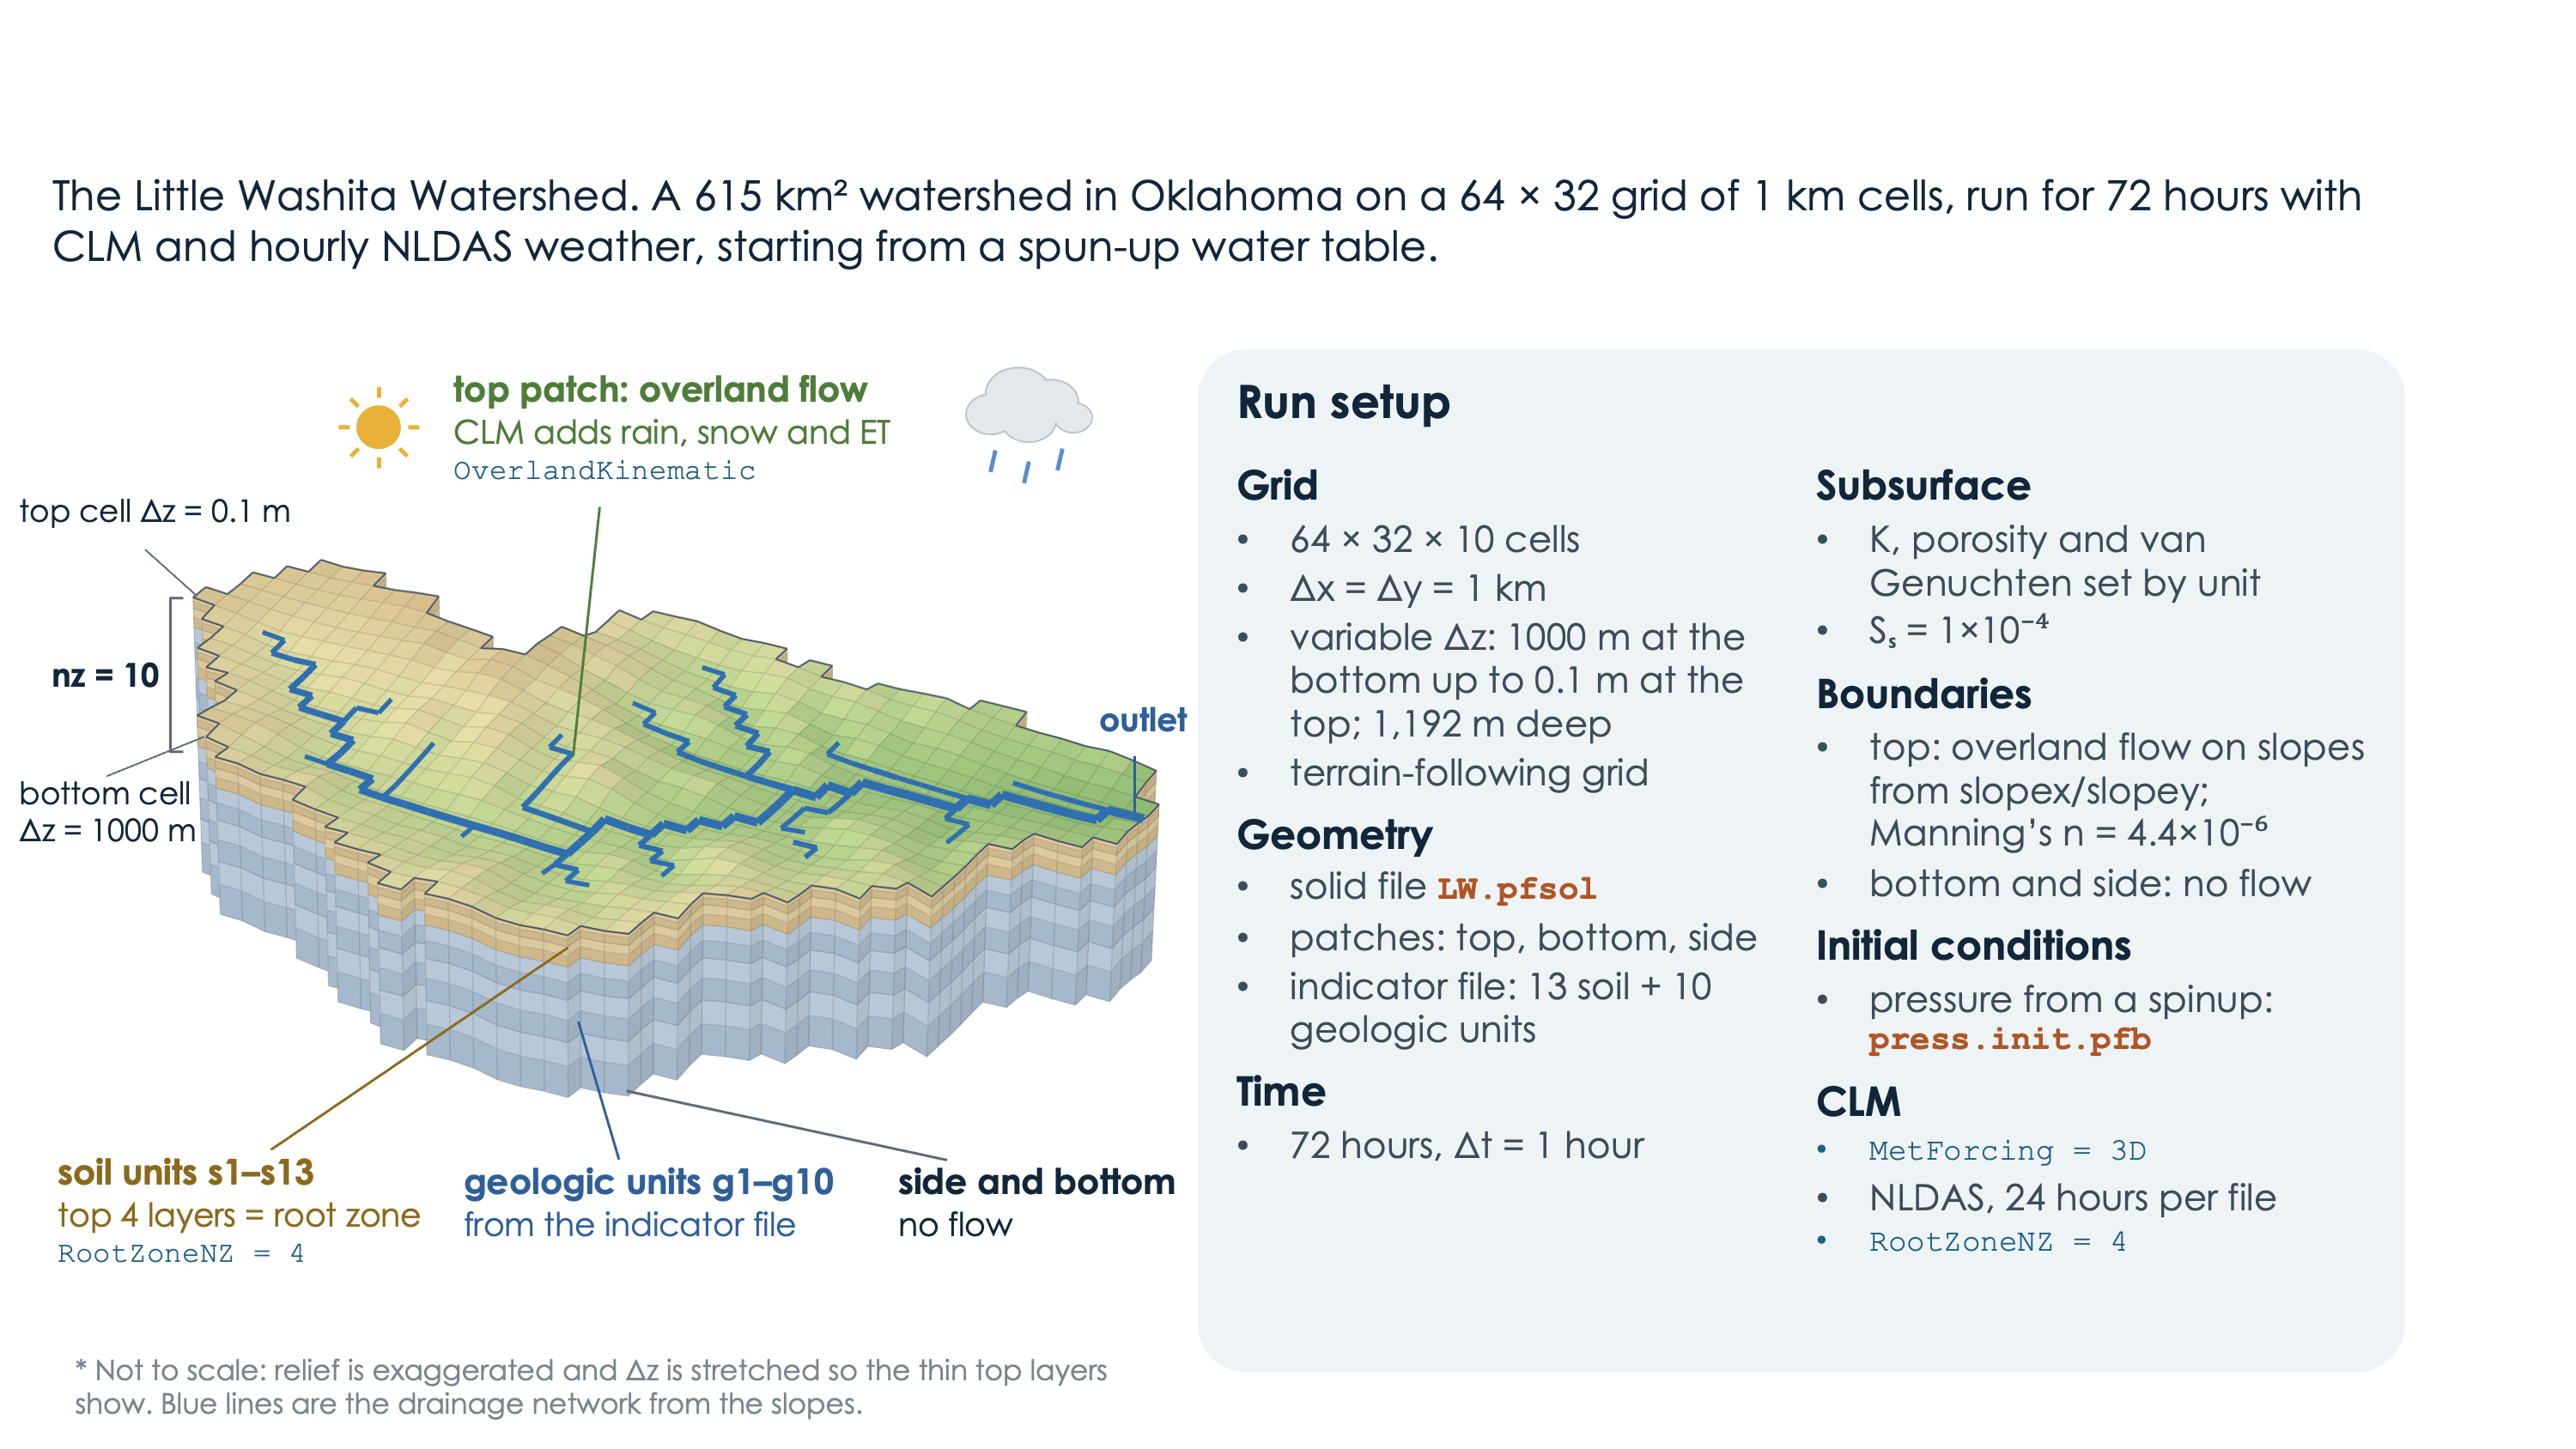 The Little Washita Watershed. A 615 km² watershed in Oklahoma on a 64 × 32 grid of 1 km cells, run for 72 hours with
CLM and hourly NLDAS weather, starting from a spun-up water table.
top patch: overland flow
CLM adds rain, snow and ET
OverlandKinematic
top cell Δz = 0.1 m
nz = 10
bottom cell
Δz = 1000 m
outlet
soil units s1–s13
top 4 layers = root zone
RootZoneNZ = 4
geologic units g1–g10
from the indicator file
side and bottom
no flow
* Not to scale: relief is exaggerated and Δz is stretched so the thin top layers
show. Blue lines are the drainage network from the slopes.
Run setup
Grid
• 64 × 32 × 10 cells
• Δx = Δy = 1 km
• variable Δz: 1000 m at the
bottom up to 0.1 m at the
top; 1,192 m deep
• terrain-following grid
Geometry
• solid file LW.pfsol
• patches: top, bottom, side
• indicator file: 13 soil + 10
geologic units
Time
• 72 hours, Δt = 1 hour
Subsurface
• K, porosity and van
Genuchten set by unit
• Sₛ = 1×10⁻⁴
Boundaries
• top: overland flow on slopes
from slopex/slopey;
Manning’s n = 4.4×10⁻⁶
• bottom and side: no flow
Initial conditions
• pressure from a spinup:
press.init.pfb
CLM
• MetForcing = 3D
• NLDAS, 24 hours per file
• RootZoneNZ = 4